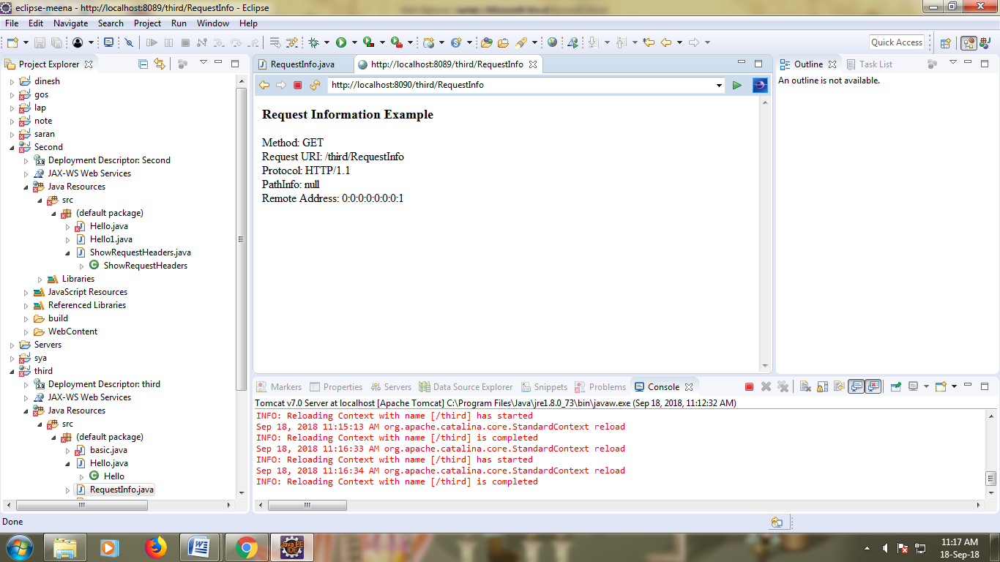 eclipse-meena - http://localhost:8089/third/RequestInfo - Eclipse
File Edit Navigate Search Project Run Window Help
Quick Access
Project Explorer
dinesh
gos
lap
note
saran
Second
Deployment Descriptor: Second
JAX-WS Web Services
Java Resources
src
(default package)
Hello.java
Hello1.java
ShowRequestHeaders.java
ShowRequestHeaders
Libraries
JavaScript Resources
Referenced Libraries
build
WebContent
Servers
sya
third
Deployment Descriptor: third
JAX-WS Web Services
Java Resources
src
(default package)
basic.java
Hello.java
Hello
RequestInfo.java
RequestInfo.java http://localhost:8089/third/RequestInfo
http://localhost:8090/third/RequestInfo
Request Information Example
Method: GET
Request URI: /third/RequestInfo
Protocol: HTTP/1.1
PathInfo: null
Remote Address: 0:0:0:0:0:0:0:1
Outline Task List
An outline is not available.
Markers Properties Servers Data Source Explorer Snippets Problems Console
Tomcat v7.0 Server at localhost [Apache Tomcat] C:\Program Files\Java\jre1.8.0_73\bin\javaw.exe (Sep 18, 2018, 11:12:32 AM)
INFO: Reloading Context with name [/third] has started
Sep 18, 2018 11:15:13 AM org.apache.catalina.core.StandardContext reload
INFO: Reloading Context with name [/third] is completed
Sep 18, 2018 11:16:33 AM org.apache.catalina.core.StandardContext reload
INFO: Reloading Context with name [/third] has started
Sep 18, 2018 11:16:34 AM org.apache.catalina.core.StandardContext reload
INFO: Reloading Context with name [/third] is completed
Done
Java EE
IDE
11:17 AM
18-Sep-18